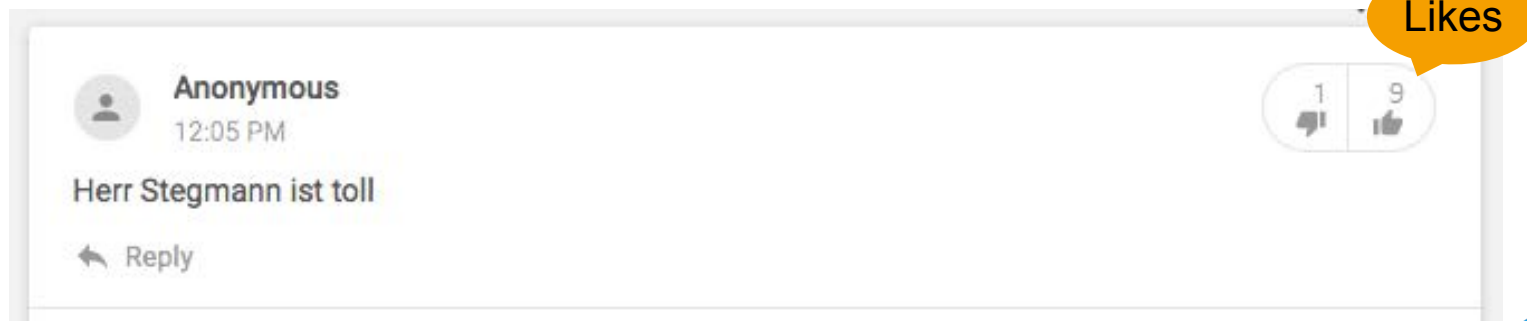 Likes
Anonymous
12:05 PM
1 9
Herr Stegmann ist toll
Reply